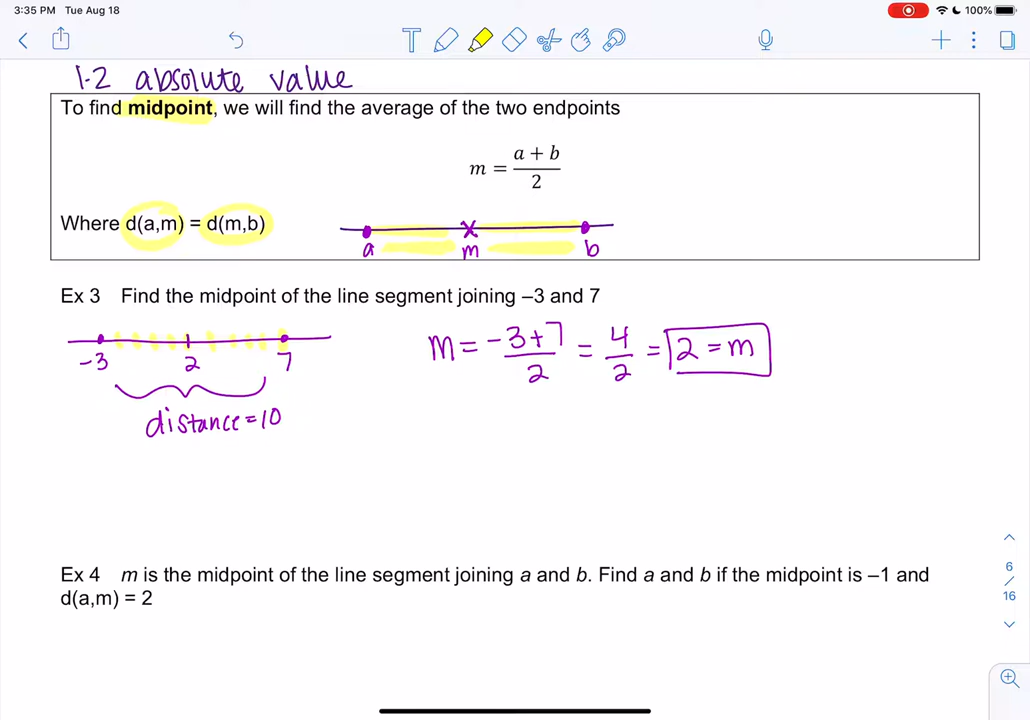 3:35 PM Tue Aug 18 100%
1.2 absolute value
To find midpoint, we will find the average of the two endpoints
m = a + b / 2
Where d(a,m) = d(m,b)
a m b
Ex 3 Find the midpoint of the line segment joining –3 and 7
m = -3+7 / 2 = 4 / 2 = 2 = m
-3 2 7
distance = 10
Ex 4 m is the midpoint of the line segment joining a and b. Find a and b if the midpoint is –1 and
d(a,m) = 2
6
/
16